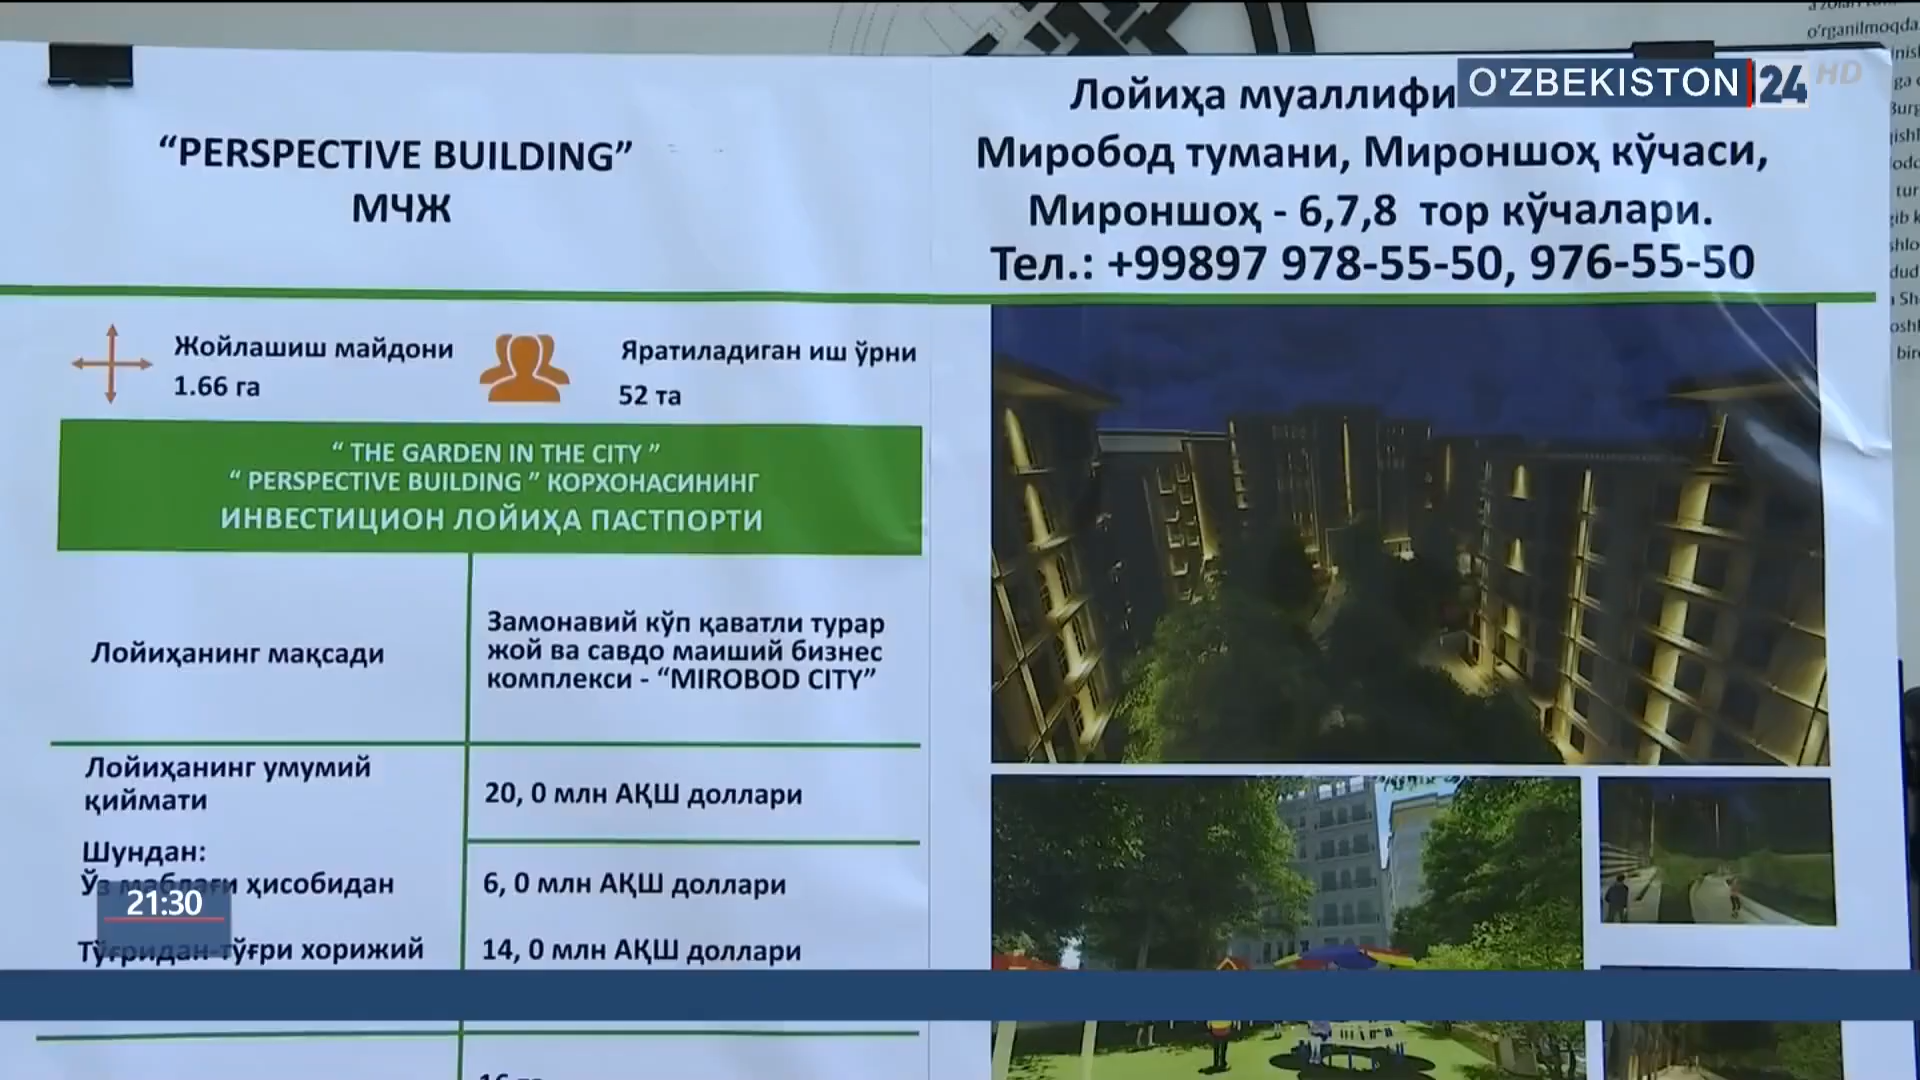 O'ZBEKISTON 24 HD
o'rganilmoqda
“PERSPECTIVE BUILDING”
МЧЖ
Лойиҳа муаллифи
Миробод тумани, Мироншоҳ кўчаси,
Мироншоҳ - 6,7,8 тор кўчалари.
Тел.: +99897 978-55-50, 976-55-50
Жойлашиш майдони
1.66 га
Яратиладиган иш ўрни
52 та
“ THE GARDEN IN THE CITY ”
“ PERSPECTIVE BUILDING ” КОРХОНАСИНИНГ
ИНВЕСТИЦИОН ЛОЙИҲА ПАСТПОРТИ
Лойиҳанинг мақсади
Замонавий кўп қаватли турар
жой ва савдо маиший бизнес
комплекси - “MIROBOD CITY”
Лойиҳанинг умумий
қиймати
20, 0 млн АҚШ доллари
Шундан:
Ўз маблағи ҳисобидан
6, 0 млн АҚШ доллари
Тўғридан-тўғри хорижий
14, 0 млн АҚШ доллари
21:30